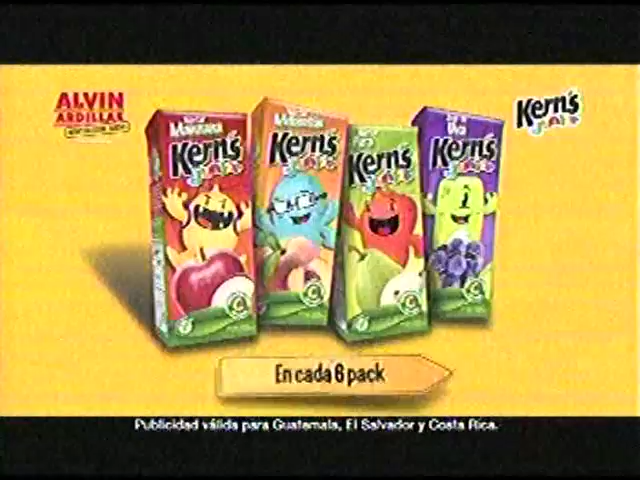 ALVIN
ARDILLAS
Kern's
Manzana
Kern's
Melocotón
Kern's
Pera
Kern's
Uva
Kern's
En cada 6 pack
Publicidad válida para Guatemala, El Salvador y Costa Rica.